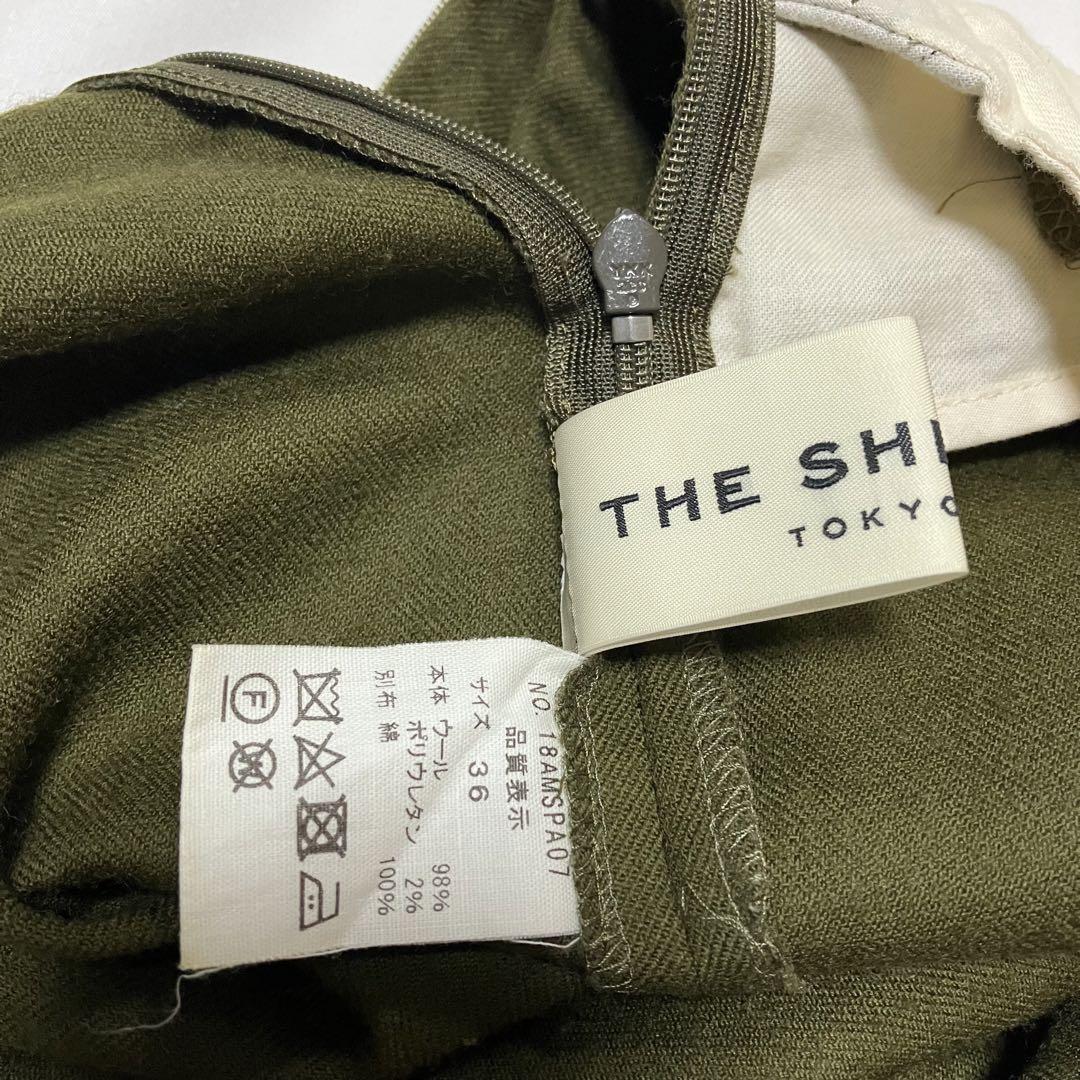 YKK
THE SH
TOKYO
NO. 18AMSPA07
品質表示
サイズ 36
本体 ウール 98%
ポリウレタン 2%
別布 綿 100%
F